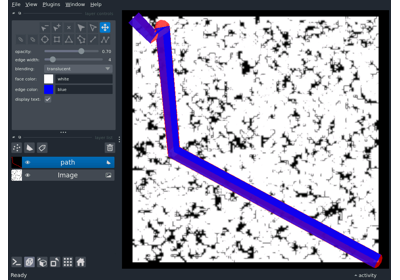 File View Plugins Window Help
opacity: 0.70
edge width: 4
blending: translucent
face color: white
edge color: blue
display text:
path
Image
activity